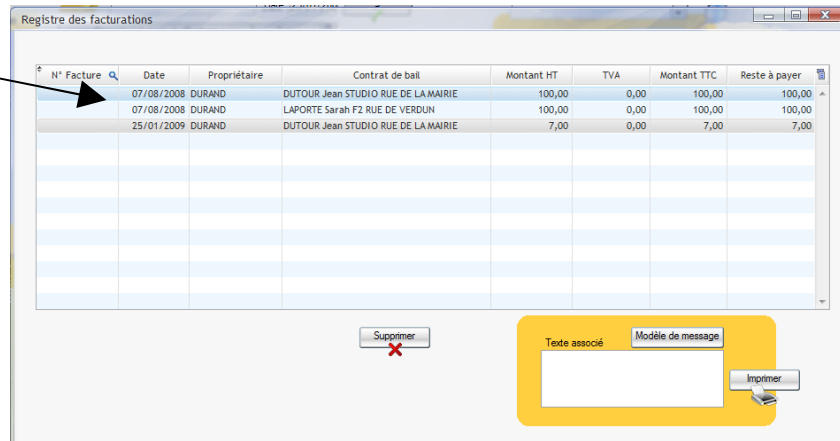 Registre des facturations
N° Facture Date Propriétaire Contrat de bail Montant HT TVA Montant TTC Reste à payer
07/08/2008 DURAND DUTOUR Jean STUDIO RUE DE LA MAIRIE 100,00 0,00 100,00 100,00
07/08/2008 DURAND LAPORTE Sarah F2 RUE DE VERDUN 100,00 0,00 100,00 100,00
25/01/2009 DURAND DUTOUR Jean STUDIO RUE DE LA MAIRIE 7,00 0,00 7,00 7,00
Supprimer
Texte associé Modèle de message
Imprimer